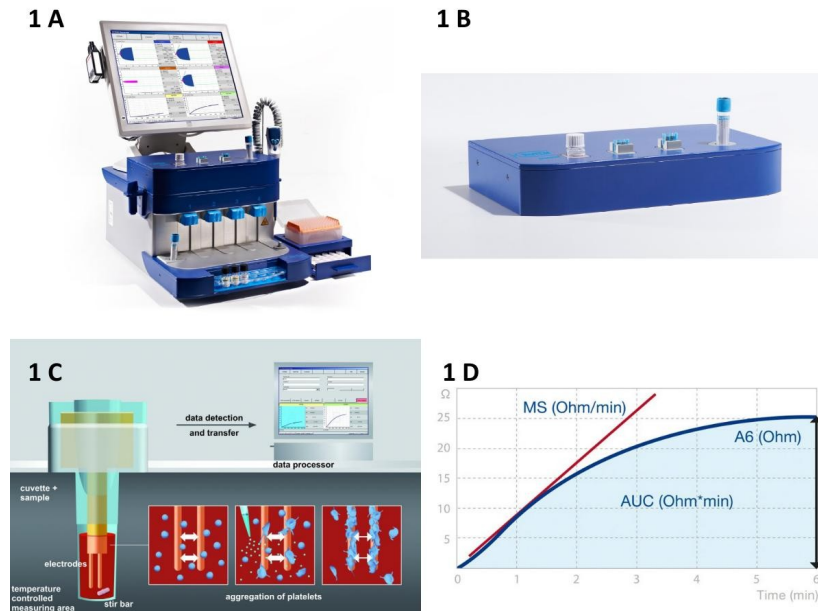 1 A
1 B
1 C
data detection
and transfer
data processor
cuvette +
sample
electrodes
temperature
controlled
measuring area
stir bar
aggregation of platelets
1 D
Ω
25
20
15
10
5
MS (Ohm/min)
A6 (Ohm)
AUC (Ohm*min)
0 1 2 3 4 5 6
Time (min)